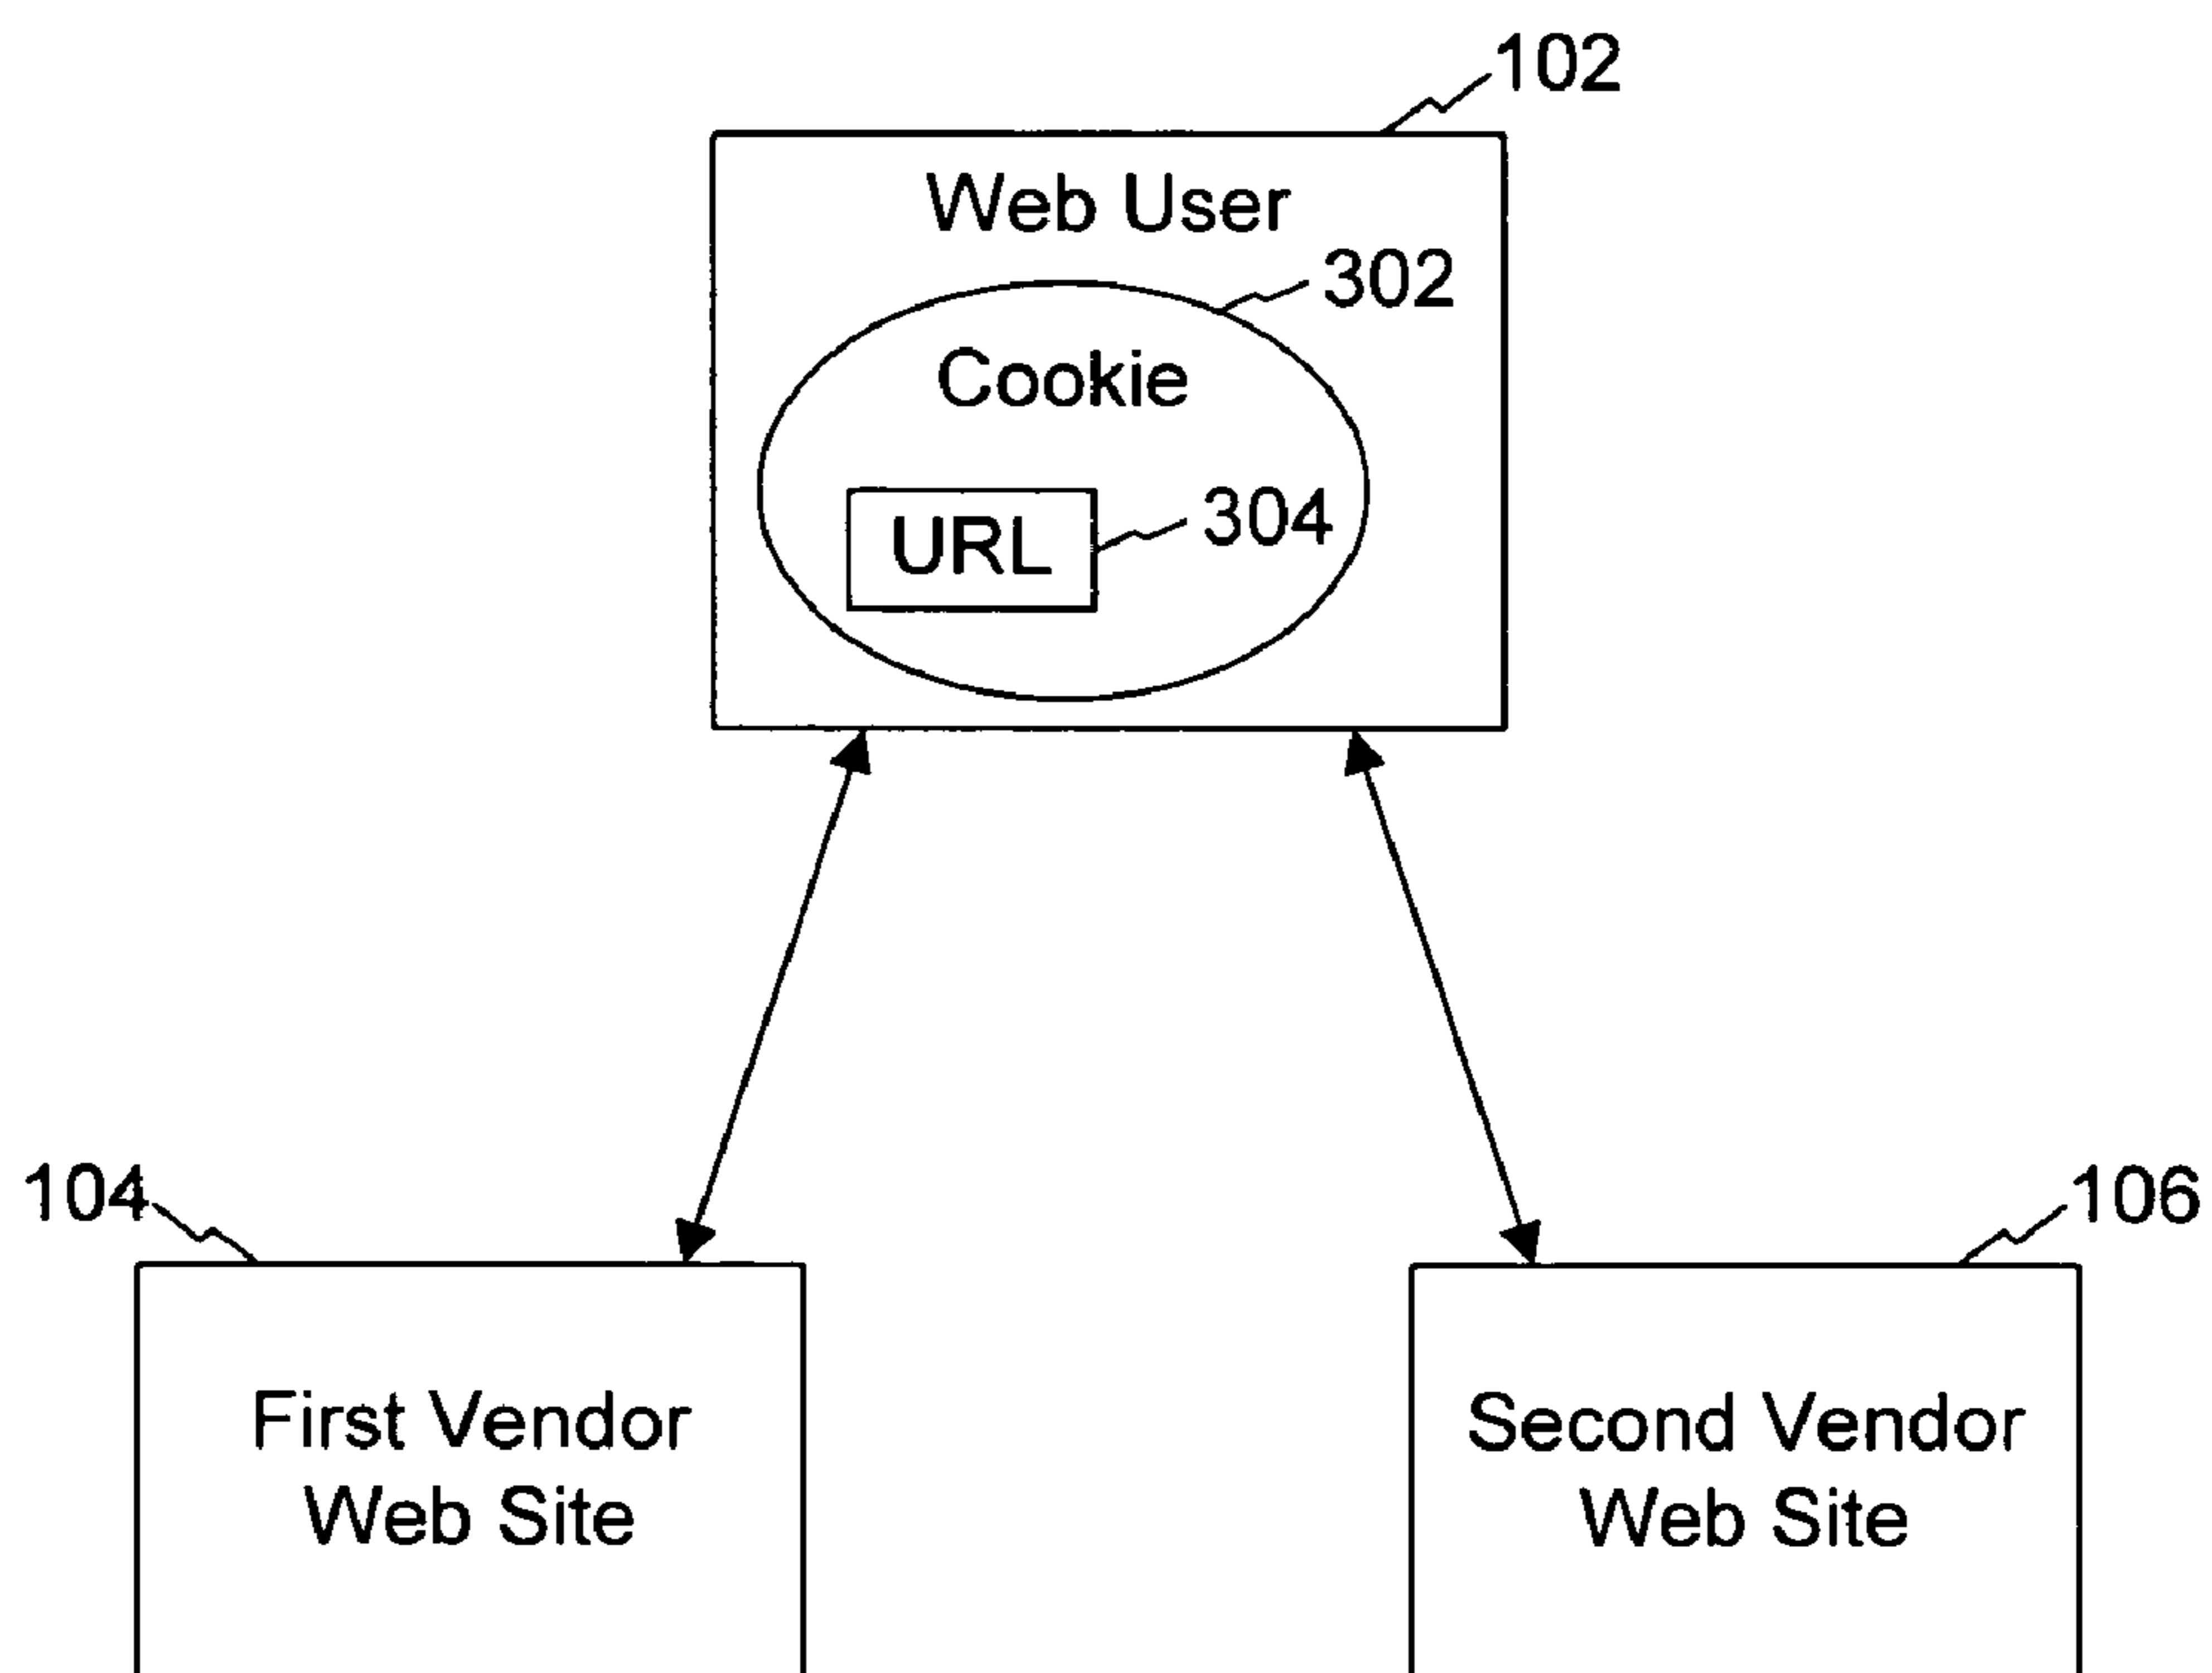 102
Web User
302
Cookie
304
URL
104
106
First Vendor
Web Site
Second Vendor
Web Site